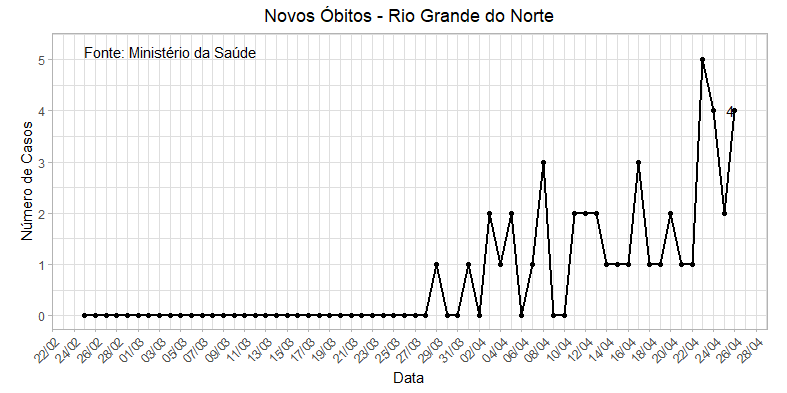 Novos Óbitos - Rio Grande do Norte
Fonte: Ministério da Saúde
Número de Casos
5
4
3
2
1
0
4
22/02 24/02 26/02 28/02 01/03 03/03 05/03 07/03 09/03 11/03 13/03 15/03 17/03 19/03 21/03 23/03 25/03 27/03 29/03 31/03 02/04 04/04 06/04 08/04 10/04 12/04 14/04 16/04 18/04 20/04 22/04 24/04 26/04 28/04
Data